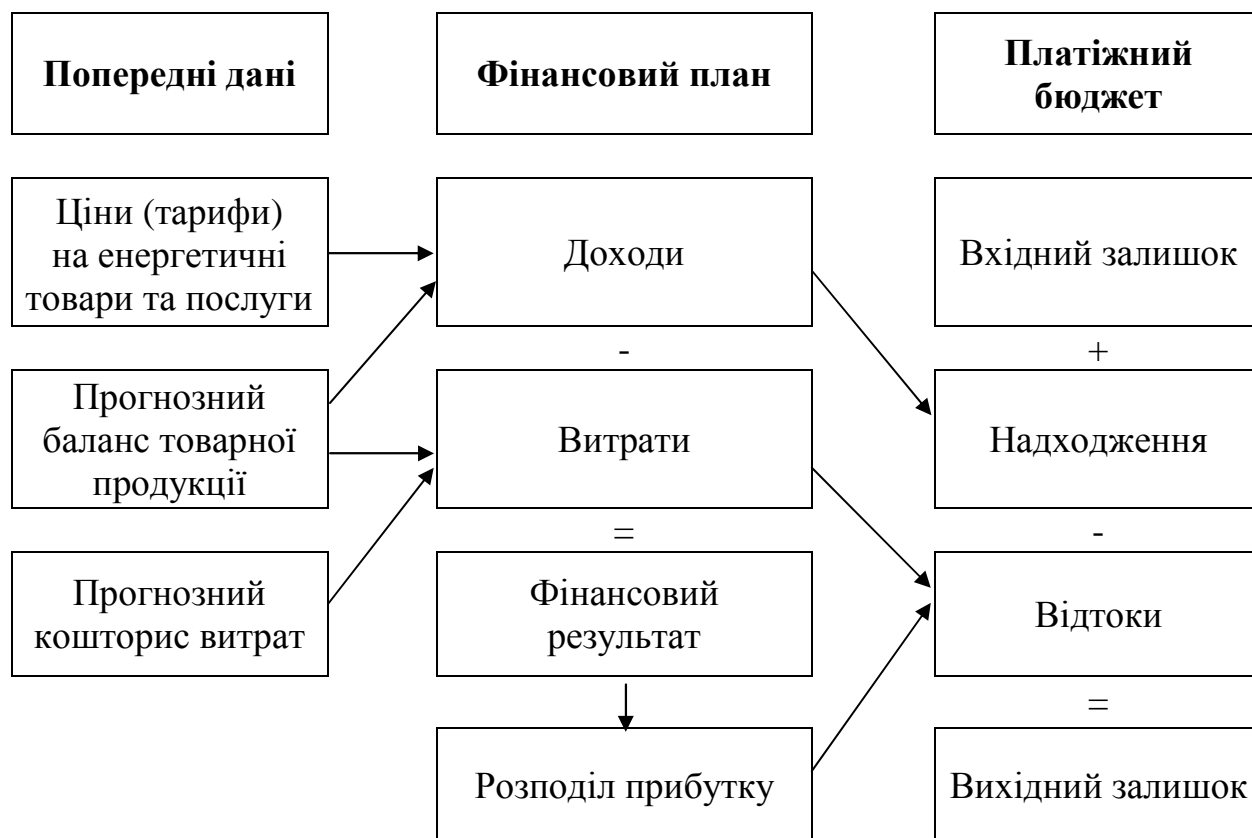 Попередні дані
Фінансовий план
Платіжний
бюджет
Ціни (тарифи)
на енергетичні
товари та послуги
Доходи
Вхідний залишок
-
+
Прогнозний
баланс товарної
продукції
Витрати
Надходження
=
-
Прогнозний
кошторис витрат
Фінансовий
результат
Відтоки
=
Розподіл прибутку
Вихідний залишок